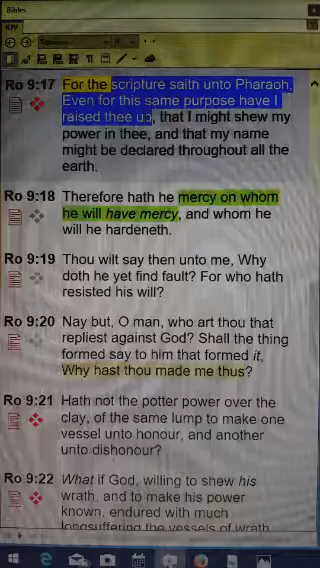 Bibles
KJV
Ro 9:17 For the scripture saith unto Pharaoh,
Even for this same purpose have I
raised thee up, that I might shew my
power in thee, and that my name
might be declared throughout all the
earth.
Ro 9:18 Therefore hath he mercy on whom
he will have mercy, and whom he
will he hardeneth.
Ro 9:19 Thou wilt say then unto me, Why
doth he yet find fault? For who hath
resisted his will?
Ro 9:20 Nay but, O man, who art thou that
repliest against God? Shall the thing
formed say to him that formed it,
Why hast thou made me thus?
Ro 9:21 Hath not the potter power over the
clay, of the same lump to make one
vessel unto honour, and another
unto dishonour?
Ro 9:22 What if God, willing to shew his
wrath, and to make his power
known, endured with much
longsuffering the vessels of wrath